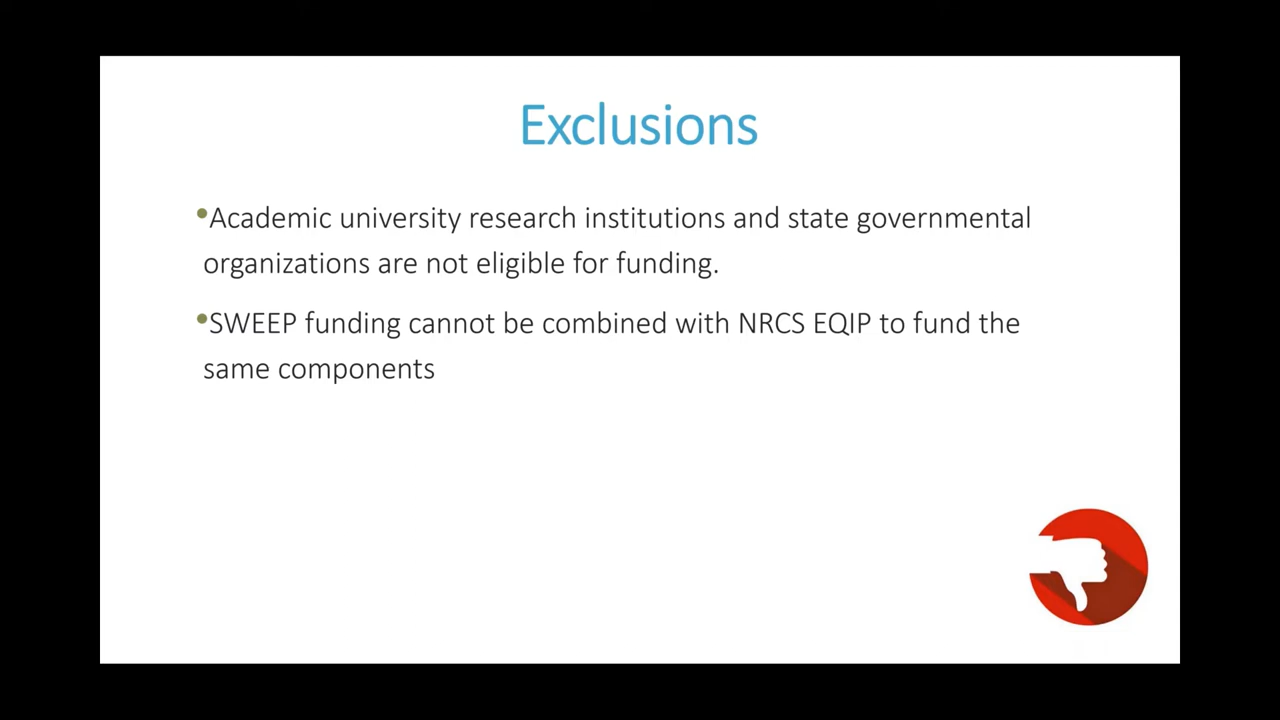 Exclusions
•Academic university research institutions and state governmental
organizations are not eligible for funding.
•SWEEP funding cannot be combined with NRCS EQIP to fund the
same components